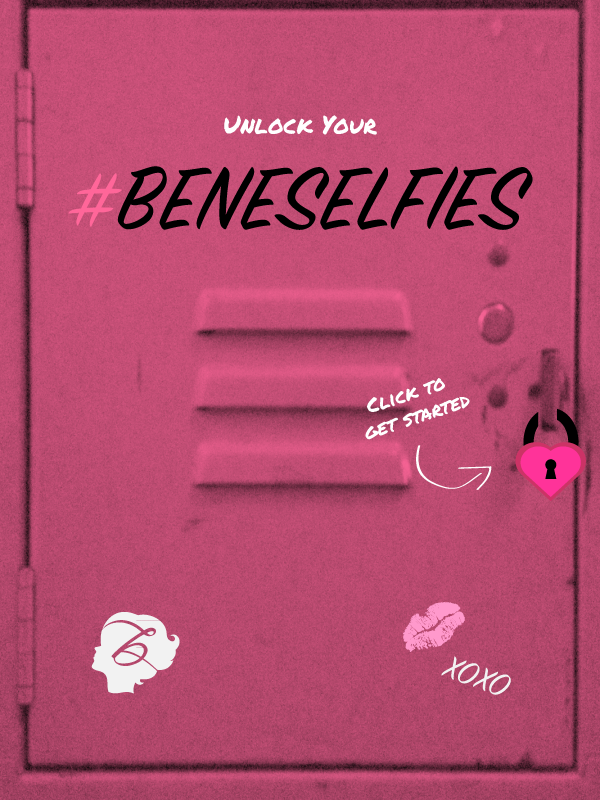 Unlock Your
#BENESELFIES
Click to
get started
B
XOXO